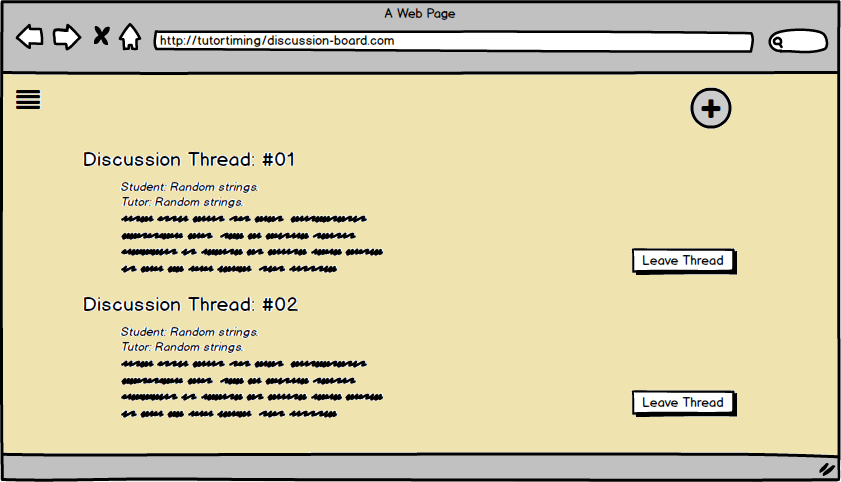 A Web Page
http://tutortiming/discussion-board.com
Discussion Thread: #01
Student: Random strings.
Tutor: Random strings.
Leave Thread
Discussion Thread: #02
Student: Random strings.
Tutor: Random strings.
Leave Thread